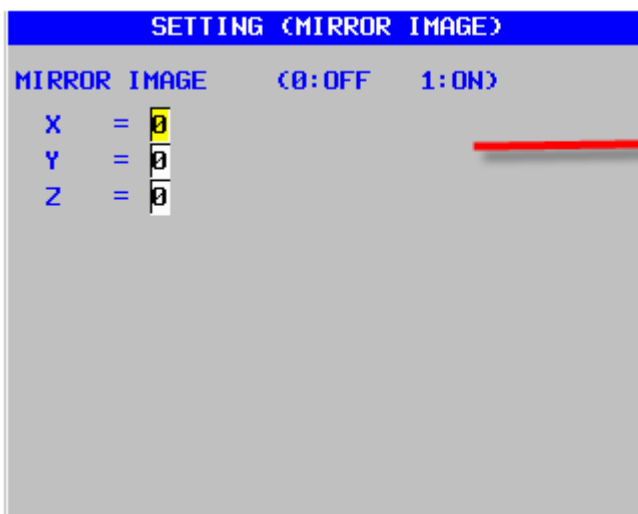 SETTING (MIRROR IMAGE)
MIRROR IMAGE (0:OFF 1:ON)
X = 0
Y = 0
Z = 0